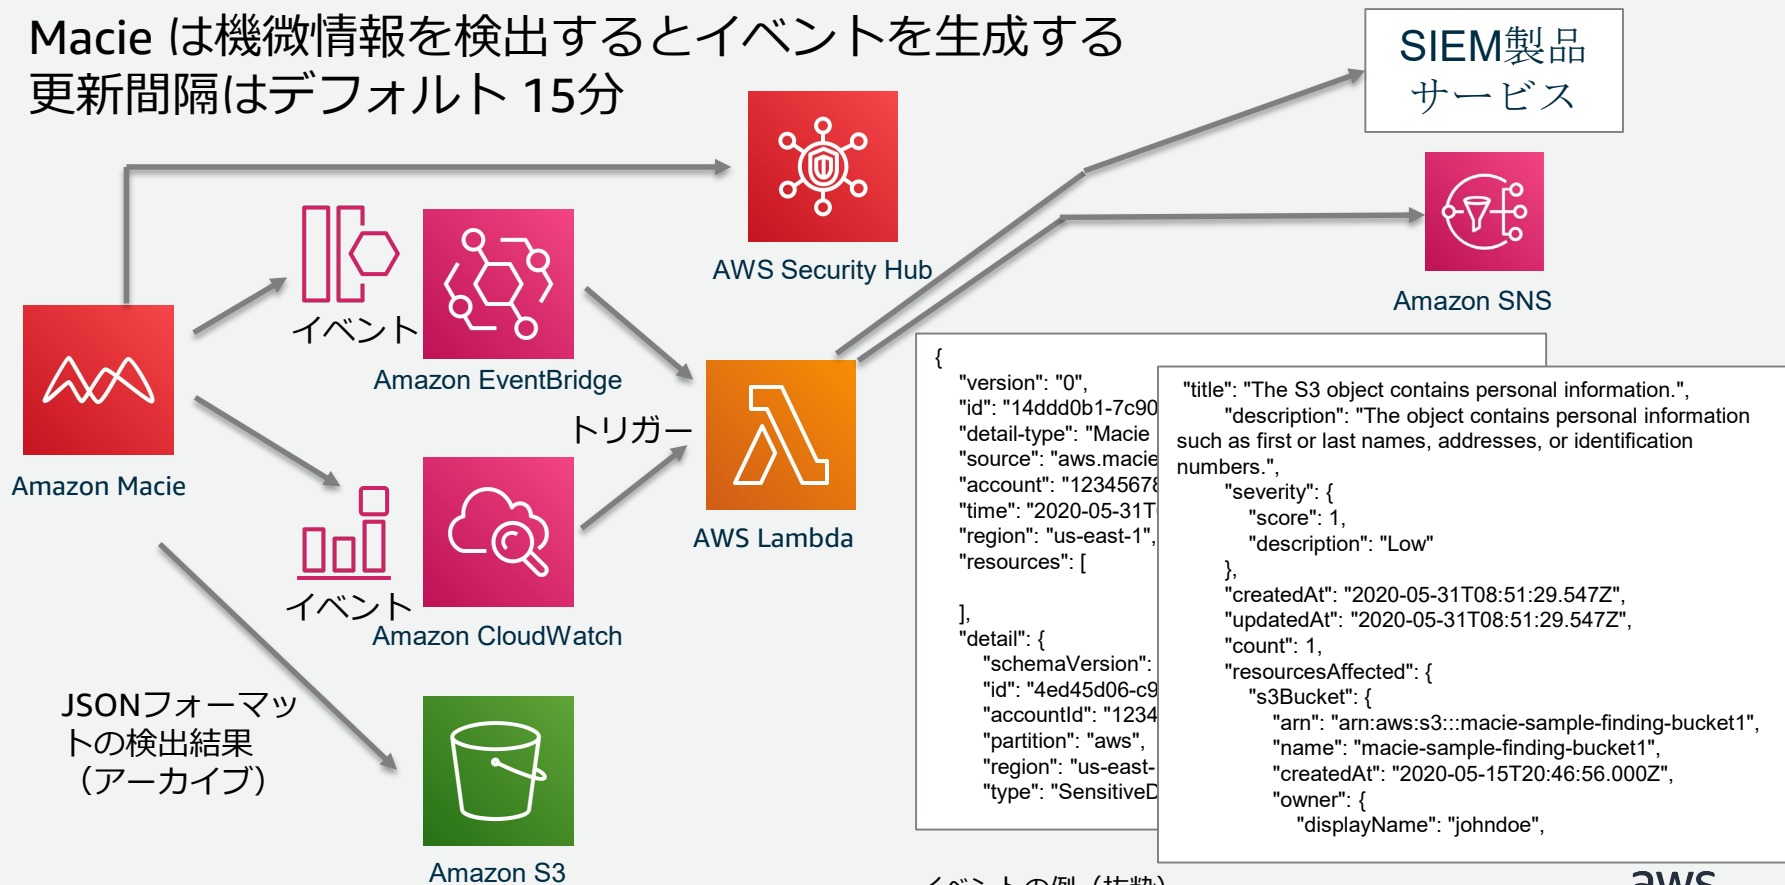 Macie は機微情報を検出するとイベントを生成する
更新間隔はデフォルト 15分
SIEM製品
サービス
AWS Security Hub
Amazon SNS
イベント
Amazon EventBridge
トリガー
Amazon Macie
AWS Lambda
イベント
Amazon CloudWatch
JSONフォーマッ
トの検出結果
（アーカイブ）
Amazon S3
{
"version": "0",
"id": "14ddd0b1-7c90
"detail-type": "Macie
"source": "aws.macie
"account": "12345678
"time": "2020-05-31T
"region": "us-east-1",
"resources": [
],
"detail": {
"schemaVersion":
"id": "4ed45d06-c9
"accountId": "1234
"partition": "aws",
"region": "us-east-
"type": "SensitiveD
"title": "The S3 object contains personal information.",
"description": "The object contains personal information
such as first or last names, addresses, or identification
numbers.",
"severity": {
"score": 1,
"description": "Low"
},
"createdAt": "2020-05-31T08:51:29.547Z",
"updatedAt": "2020-05-31T08:51:29.547Z",
"count": 1,
"resourcesAffected": {
"s3Bucket": {
"arn": "arn:aws:s3:::macie-sample-finding-bucket1",
"name": "macie-sample-finding-bucket1",
"createdAt": "2020-05-15T20:46:56.000Z",
"owner": {
"displayName": "johndoe",
イベントの例（抜粋）
aws